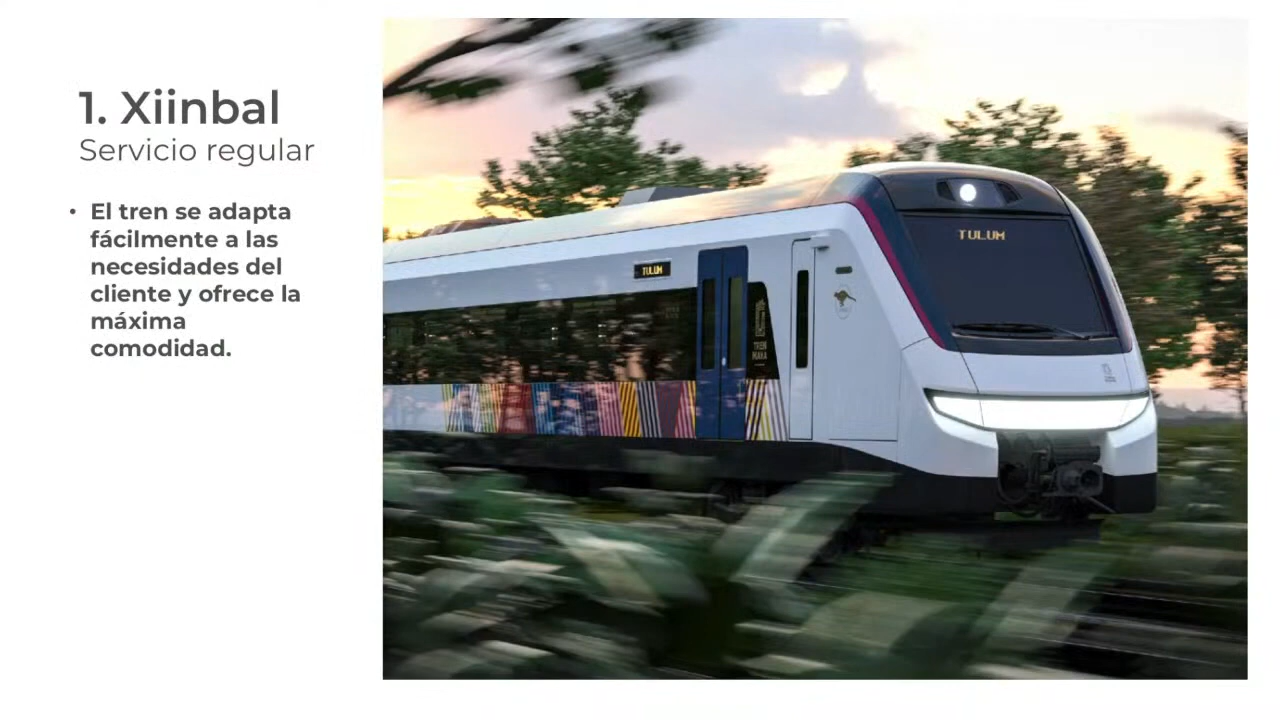 1. Xiinbal
Servicio regular
• El tren se adapta
fácilmente a las
necesidades del
cliente y ofrece la
máxima
comodidad.
TULUM
TULUM
TREN
MAYA